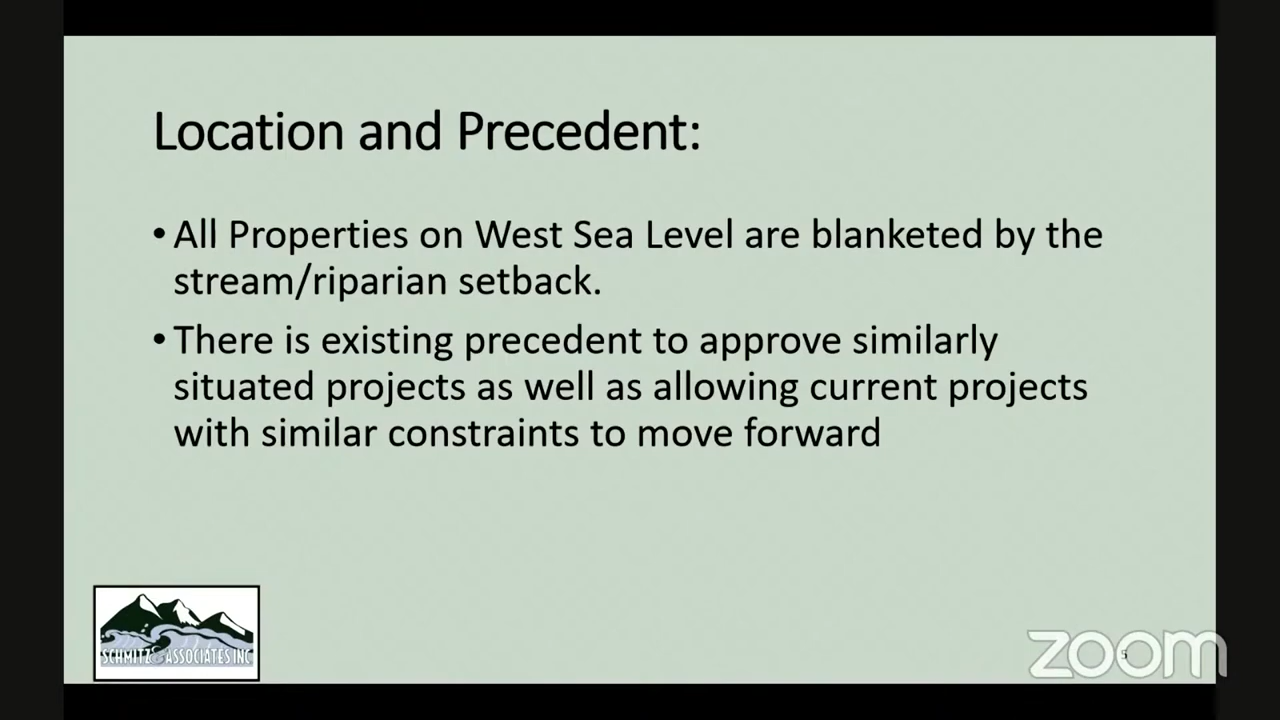 Location and Precedent:
• All Properties on West Sea Level are blanketed by the
stream/riparian setback.
• There is existing precedent to approve similarly
situated projects as well as allowing current projects
with similar constraints to move forward
SCHMITZ & ASSOCIATES INC
5
zoom